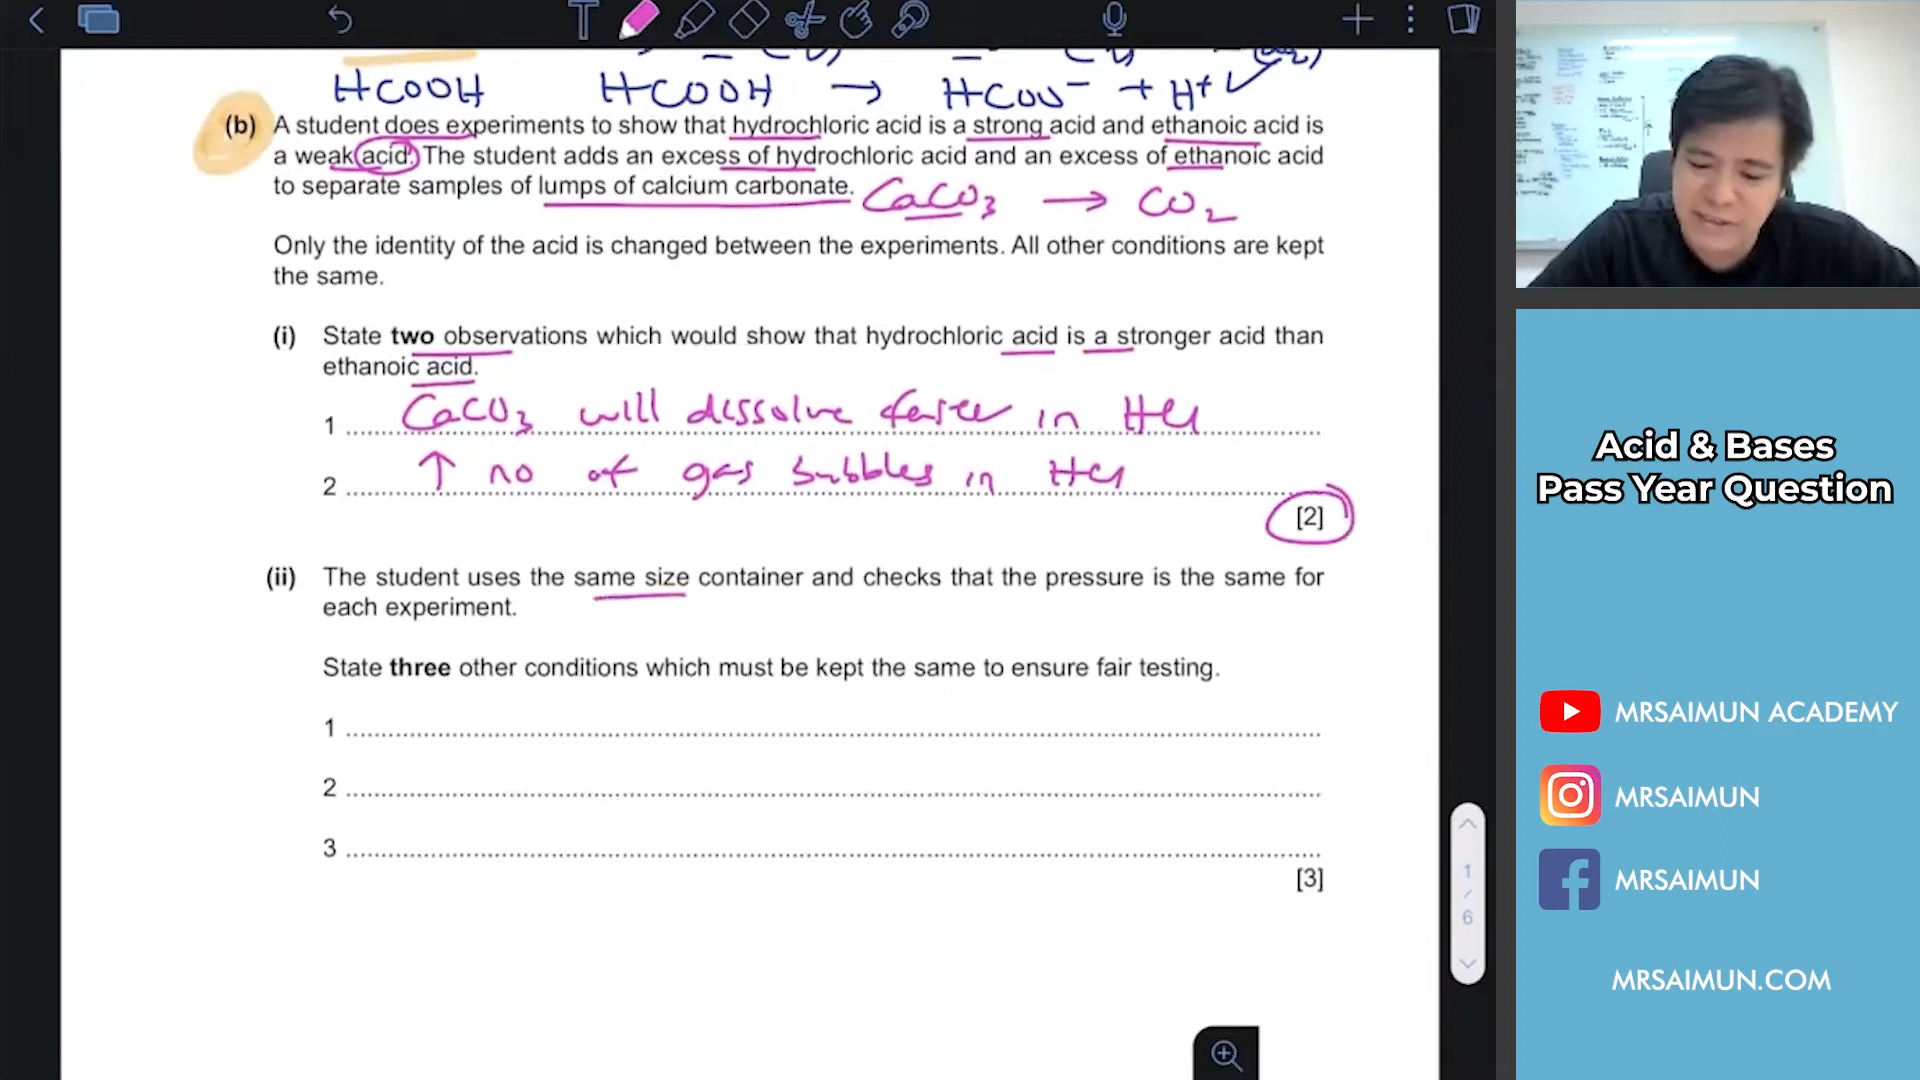 HCOOH HCOOH → HCOO⁻ + H⁺
(b) A student does experiments to show that hydrochloric acid is a strong acid and ethanoic acid is
a weak acid. The student adds an excess of hydrochloric acid and an excess of ethanoic acid
to separate samples of lumps of calcium carbonate. CaCO₃ → CO₂
Only the identity of the acid is changed between the experiments. All other conditions are kept
the same.
(i) State two observations which would show that hydrochloric acid is a stronger acid than
ethanoic acid.
1 CaCO₃ will dissolve faster in HCl
2 ↑ no of gas bubbles in HCl
[2]
(ii) The student uses the same size container and checks that the pressure is the same for
each experiment.
State three other conditions which must be kept the same to ensure fair testing.
1
2
3
[3]
1
/
6
Acid & Bases
Pass Year Question
MRSAIMUN ACADEMY
MRSAIMUN
MRSAIMUN
MRSAIMUN.COM